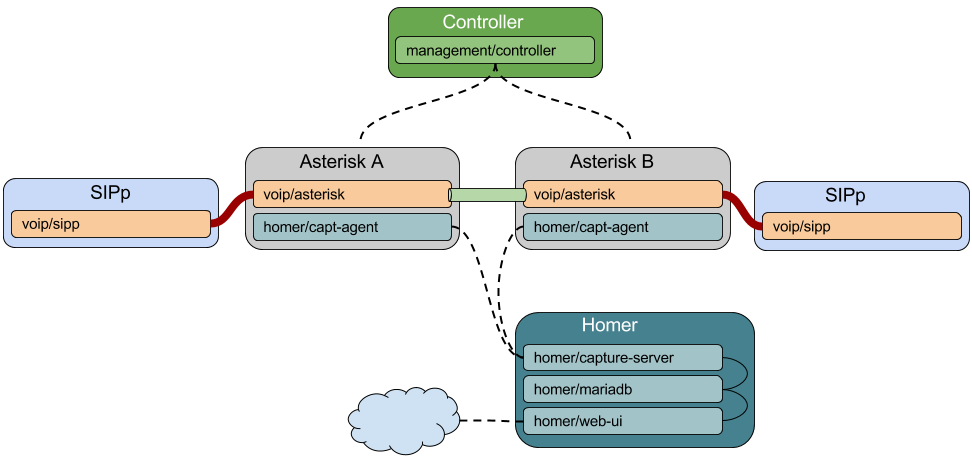 Controller
management/controller
Asterisk A
voip/asterisk
homer/capt-agent
Asterisk B
voip/asterisk
homer/capt-agent
SIPp
voip/sipp
SIPp
voip/sipp
Homer
homer/capture-server
homer/mariadb
homer/web-ui